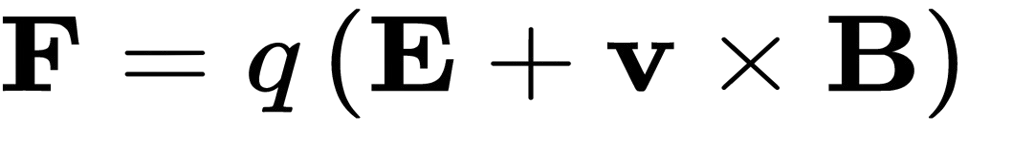 F = q (E + v × B)